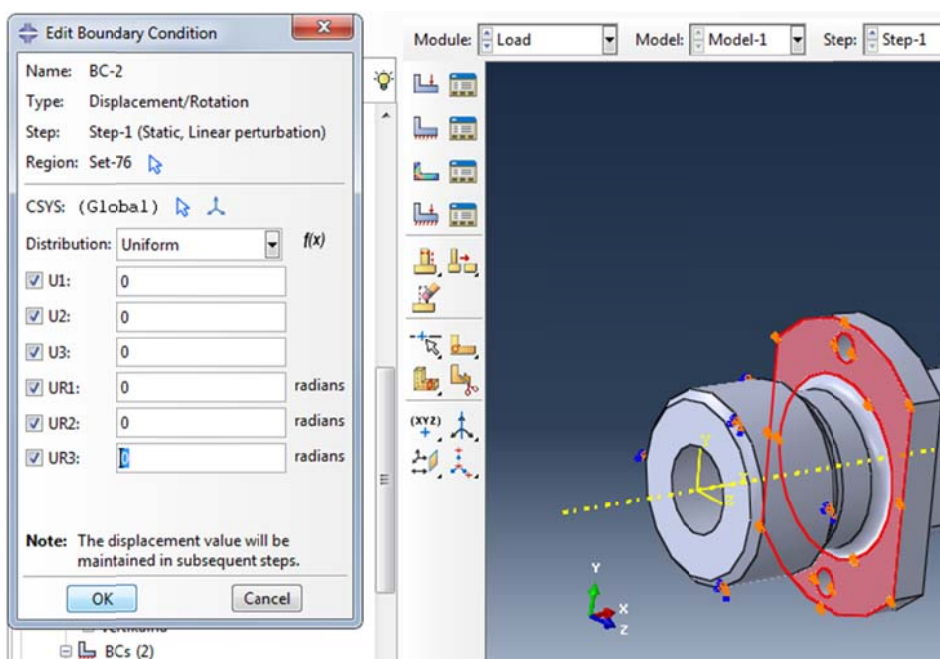 Edit Boundary Condition
Name: BC-2
Type: Displacement/Rotation
Step: Step-1 (Static, Linear perturbation)
Region: Set-76
CSYS: (Global)
Distribution: Uniform f(x)
U1: 0
U2: 0
U3: 0
UR1: 0 radians
UR2: 0 radians
UR3: 0 radians
Note: The displacement value will be
maintained in subsequent steps.
OK Cancel
BCs (2)
Module: Load Model: Model-1 Step: Step-1
(XYZ)
Y
X
Z
Y
X
Z